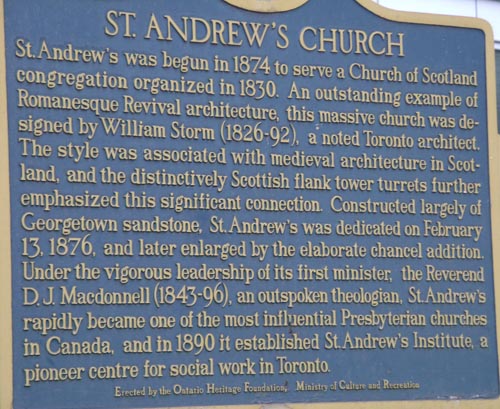 ST. ANDREW'S CHURCH
St. Andrew's was begun in 1874 to serve a Church of Scotland
congregation organized in 1830. An outstanding example of
Romanesque Revival architecture, this massive church was de-
signed by William Storm (1826-92), a noted Toronto architect.
The style was associated with medieval architecture in Scot-
land, and the distinctively Scottish flank tower turrets further
emphasized this significant connection. Constructed largely of
Georgetown sandstone, St. Andrew's was dedicated on February
13, 1876, and later enlarged by the elaborate chancel addition.
Under the vigorous leadership of its first minister, the Reverend
D. J. Macdonnell (1843-96), an outspoken theologian, St. Andrew's
rapidly became one of the most influential Presbyterian churches
in Canada, and in 1890 it established St. Andrew's Institute, a
pioneer centre for social work in Toronto.
Erected by the Ontario Heritage Foundation, Ministry of Culture and Recreation